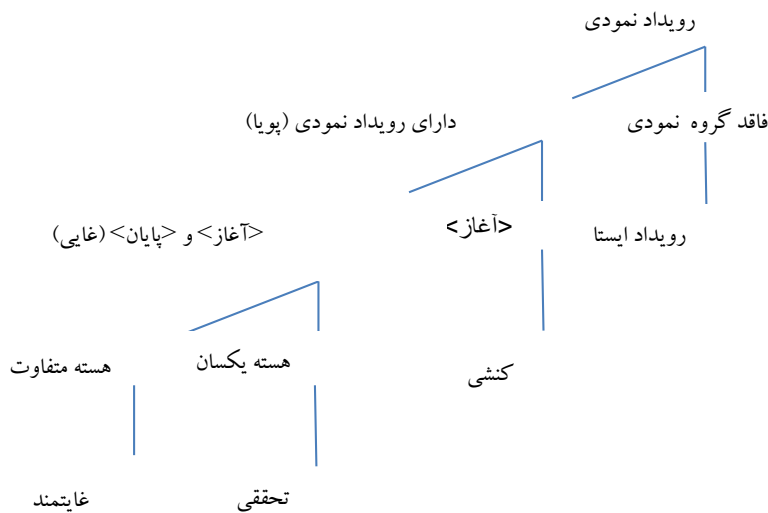 رویداد نمودی
فاقد گروه نمودی
دارای رویداد نمودی (پویا)
رویداد ایستا
<آغاز>
<آغاز> و <پایان> (غایی)
کنشی
هسته یکسان
هسته متفاوت
تحققی
غایتمند